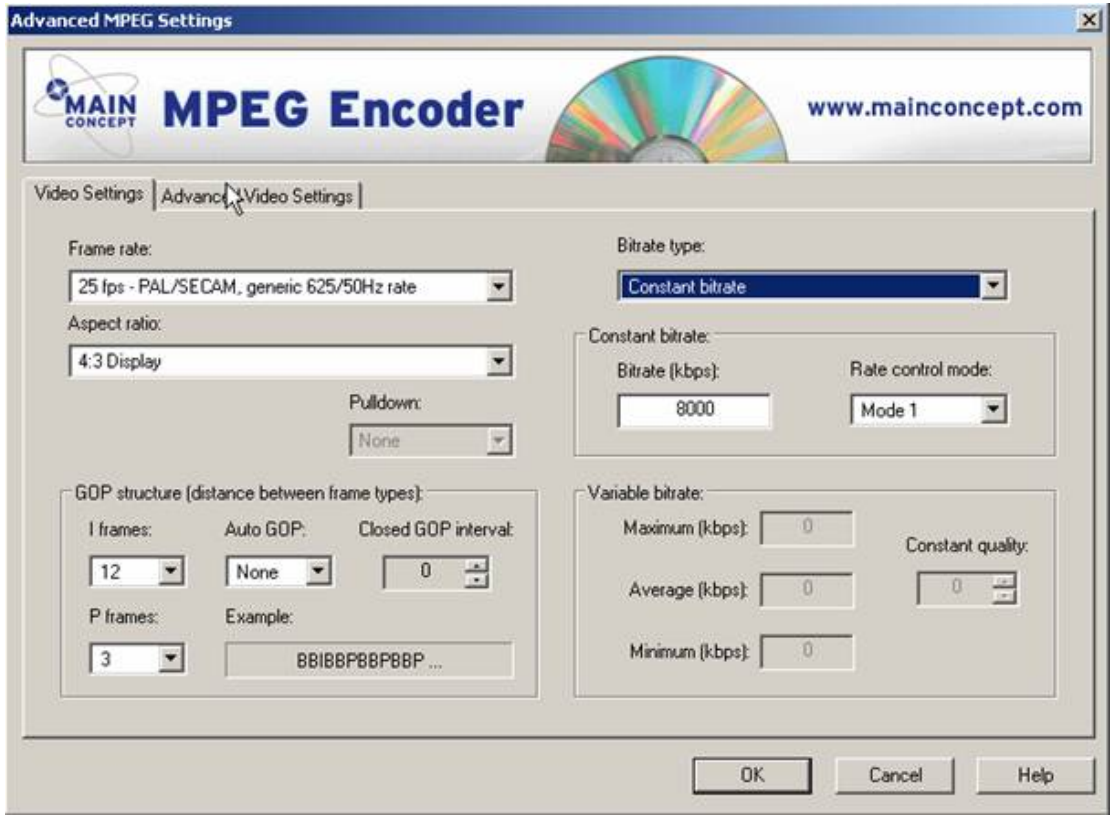 Advanced MPEG Settings
MAIN
CONCEPT
MPEG Encoder
www.mainconcept.com
Video Settings
Advanced Video Settings
Frame rate:
25 fps - PAL/SECAM, generic 625/50Hz rate
Aspect ratio:
4:3 Display
Pulldown:
None
Bitrate type:
Constant bitrate
Constant bitrate:
Bitrate (kbps):
8000
Rate control mode:
Mode 1
GOP structure (distance between frame types):
I frames:
12
Auto GOP:
None
Closed GOP interval:
0
P frames:
3
Example:
BBIBBPBBPBBP ...
Variable bitrate:
Maximum (kbps):
0
Average (kbps):
0
Minimum (kbps):
0
Constant quality:
0
OK
Cancel
Help